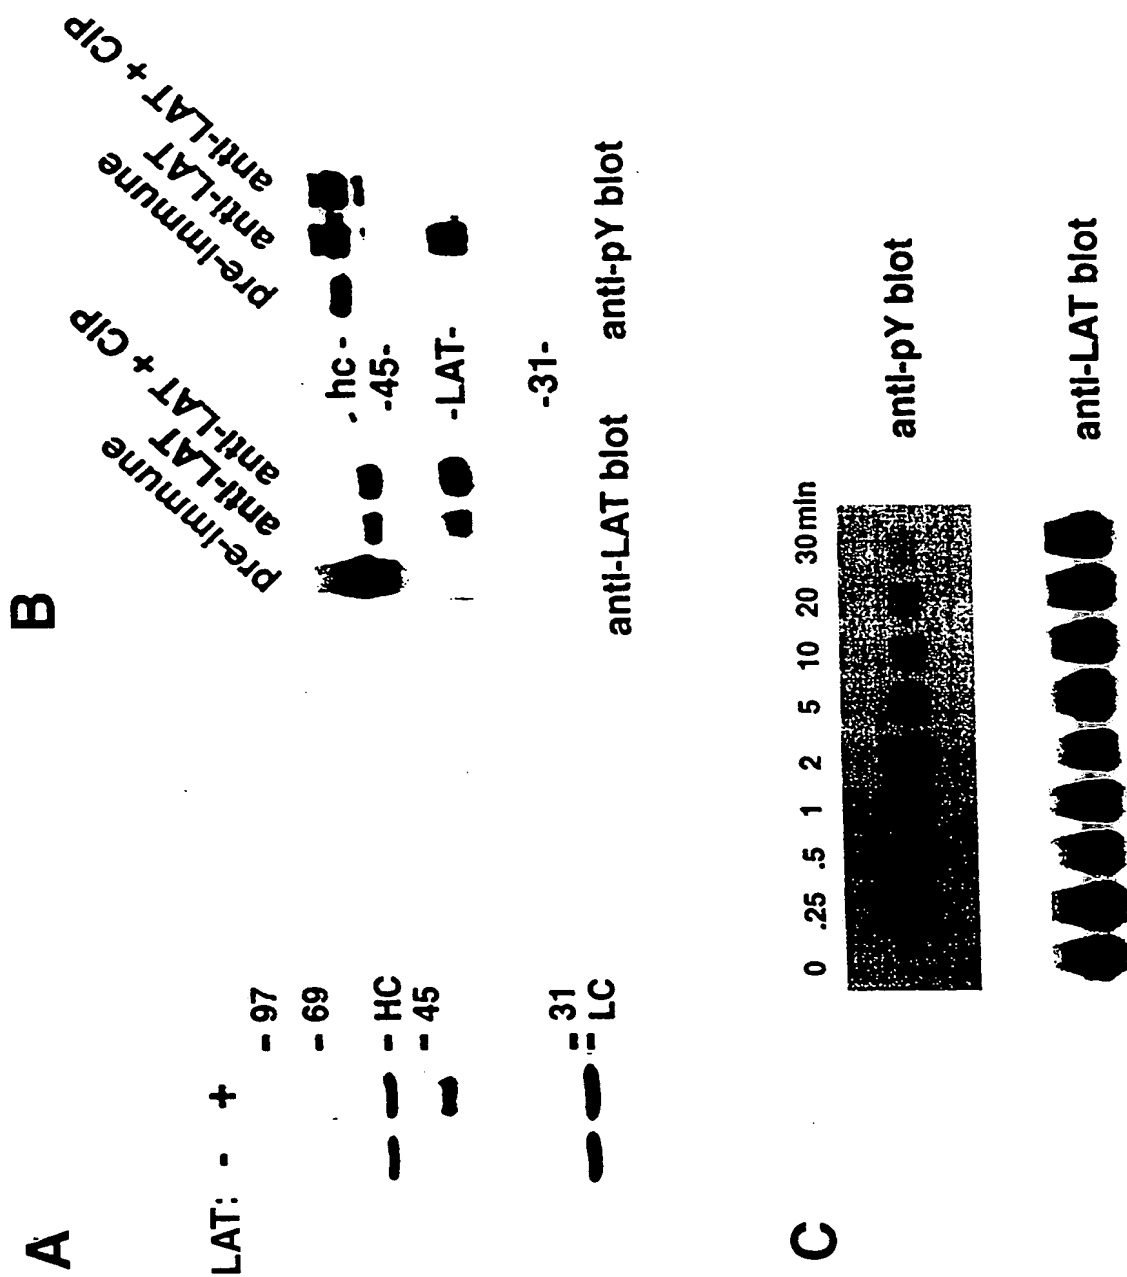 A
LAT: - +
- 97
- 69
- HC
- 45
= 31
- LC
B
pre-immune
anti-LAT
anti-LAT + CIP
pre-immune
anti-LAT
anti-LAT + CIP
- hc -
-45-
-LAT-
-31-
anti-LAT blot
anti-pY blot
C
0 .25 .5 1 2 5 10 20 30min
anti-pY blot
anti-LAT blot